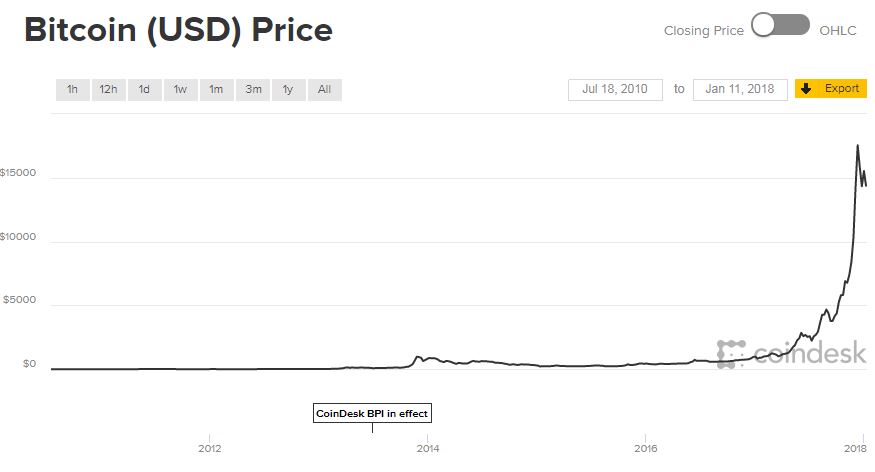 Bitcoin (USD) Price
Closing Price OHLC
1h 12h 1d 1w 1m 3m 1y All
Jul 18, 2010 to Jan 11, 2018 Export
$15000
$10000
$5000
$0
coindesk
CoinDesk BPI in effect
2012 2014 2016 2018